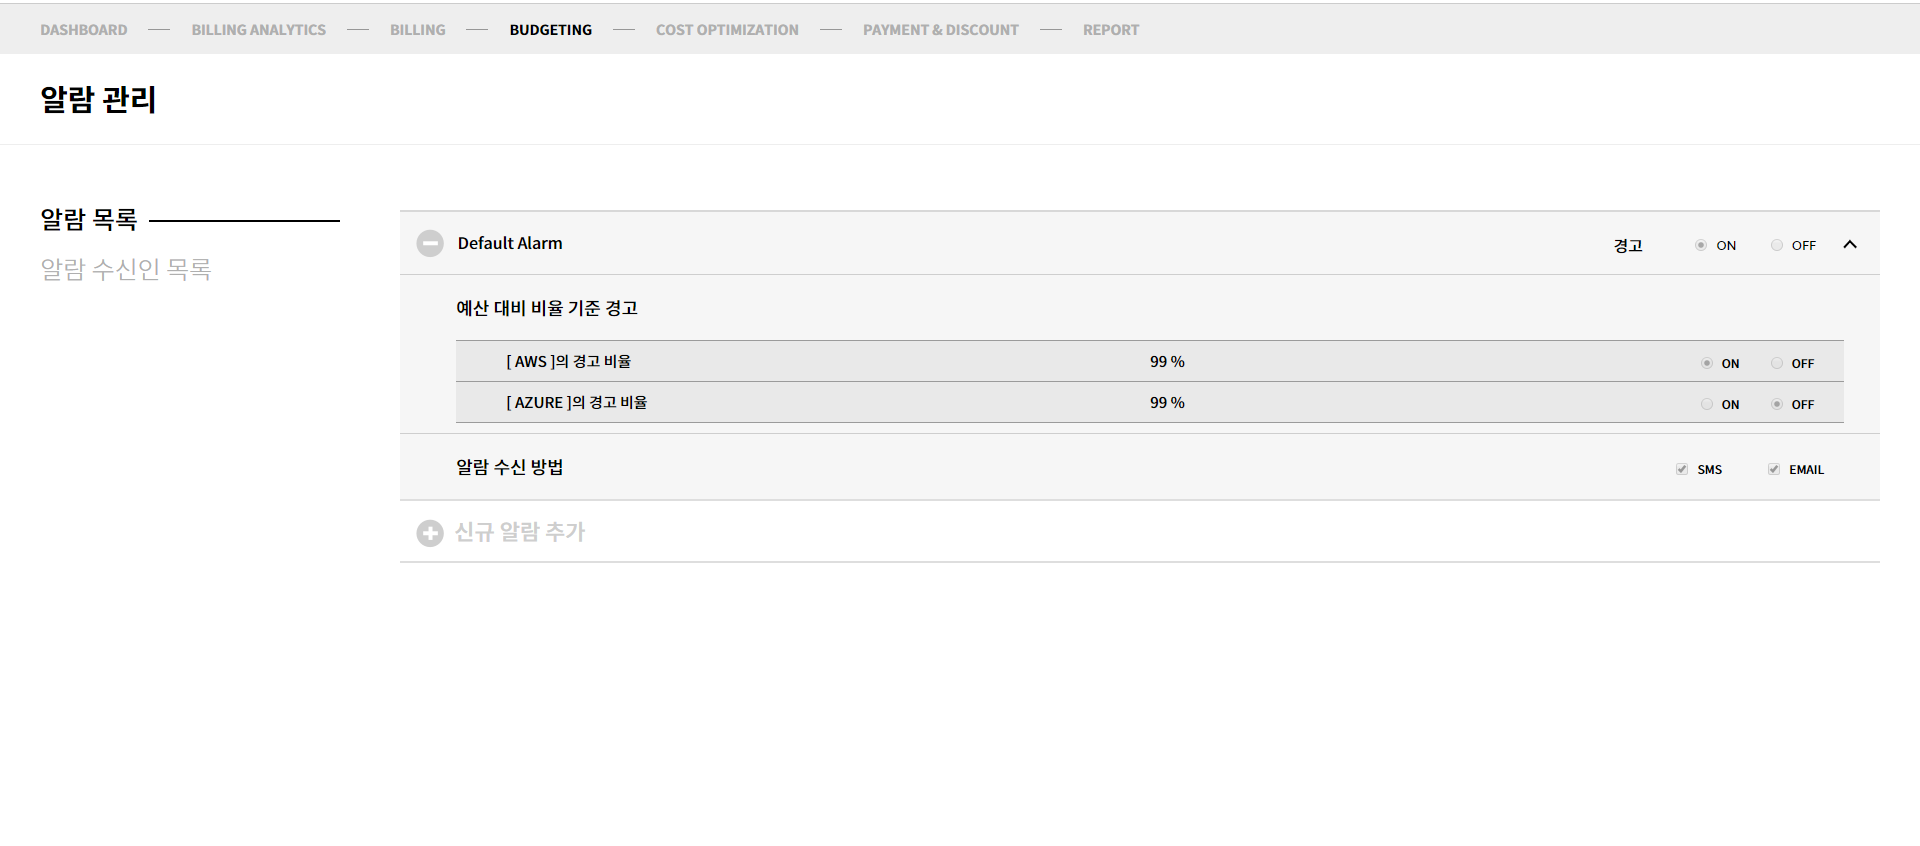 DASHBOARD BILLING ANALYTICS BILLING BUDGETING COST OPTIMIZATION PAYMENT & DISCOUNT REPORT
알람 관리
알람 목록
알람 수신인 목록
Default Alarm 경고 ON OFF
예산 대비 비율 기준 경고
[ AWS ]의 경고 비율 99 % ON OFF
[ AZURE ]의 경고 비율 99 % ON OFF
알람 수신 방법 SMS EMAIL
신규 알람 추가